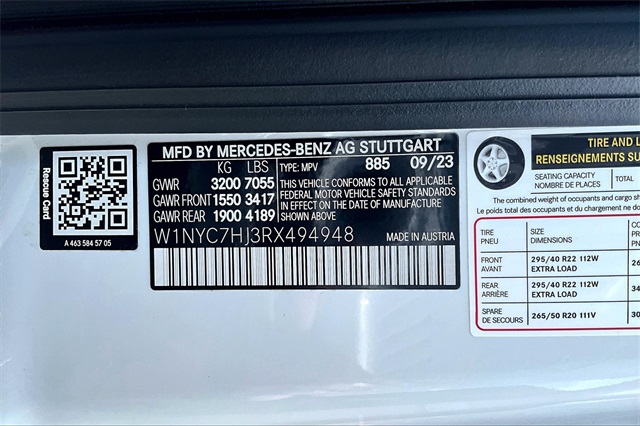 Rescue Card
A 463 584 57 05
MFD BY MERCEDES-BENZ AG STUTTGART
KG LBS TYPE: MPV 885 09/23
GWVR 3200 7055
GAWR FRONT 1550 3417
GAWR REAR 1900 4189
THIS VEHICLE CONFORMS TO ALL APPLICABLE
FEDERAL MOTOR VEHICLE SAFETY STANDARDS
IN EFFECT ON THE DATE OF MANUFACTURE
SHOWN ABOVE.
W1NYC7HJ3RX494948 MADE IN AUSTRIA
TIRE AND
RENSEIGNEMENTS SU
SEATING CAPACITY
NOMBRE DE PLACES TOTAL
The combined weight of occupants and cargo sh
Le poids total des occupants et du chargement ne do
TIRE SIZE
PNEU DIMENSIONS
FRONT 295/40 R22 112W
AVANT EXTRA LOAD
REAR 295/40 R22 112W
ARRIÈRE EXTRA LOAD
SPARE
DE SECOURS 265/50 R20 111V